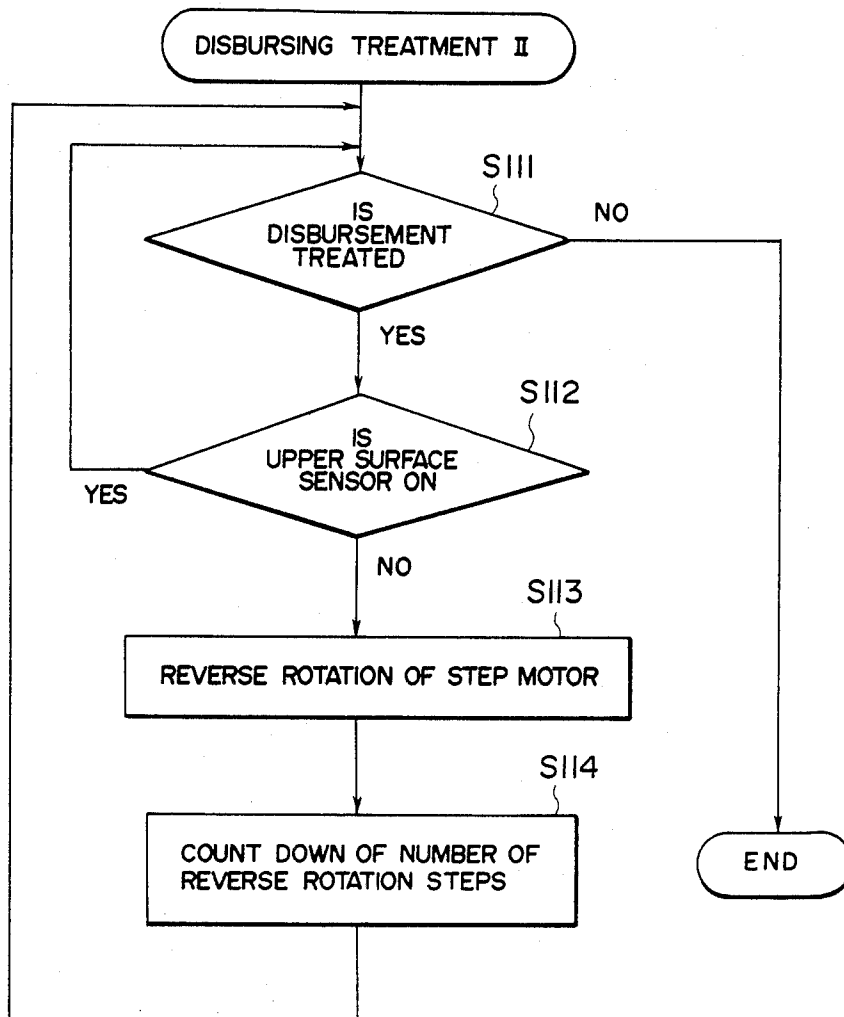 DISBURSING TREATMENT II
S111
IS
DISBURSEMENT
TREATED
NO
YES
S112
IS
UPPER SURFACE
SENSOR ON
YES
NO
S113
REVERSE ROTATION OF STEP MOTOR
S114
COUNT DOWN OF NUMBER OF
REVERSE ROTATION STEPS
END